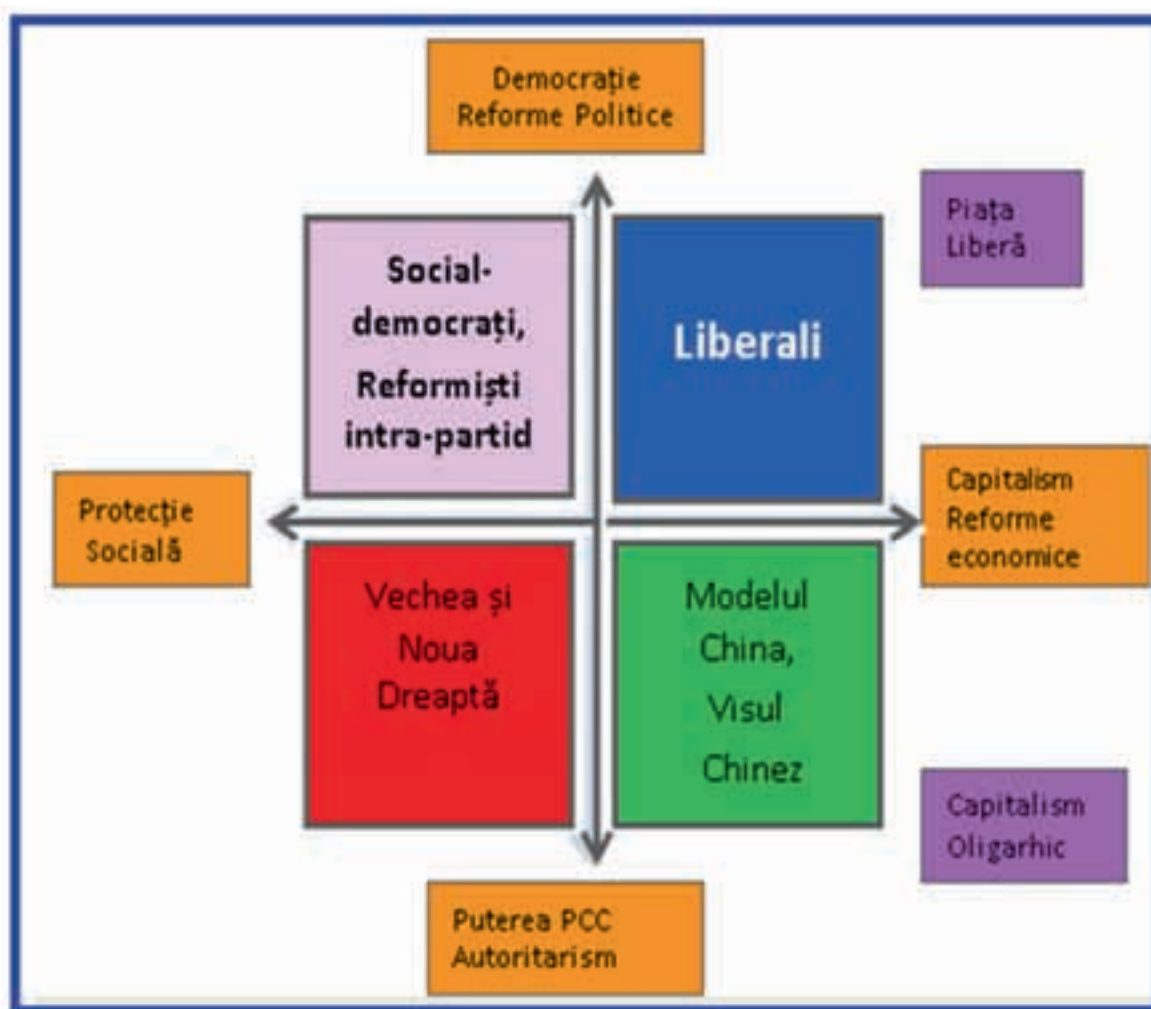 Democrație
Reforme Politice
Piața
Liberă
Social-
democrați,
Reformiști
intra-partid
Liberali
Protecție
Socială
Capitalism
Reforme
economice
Vechea și
Noua
Dreaptă
Modelul
China,
Visul
Chinez
Capitalism
Oligarhic
Puterea PCC
Autoritarism